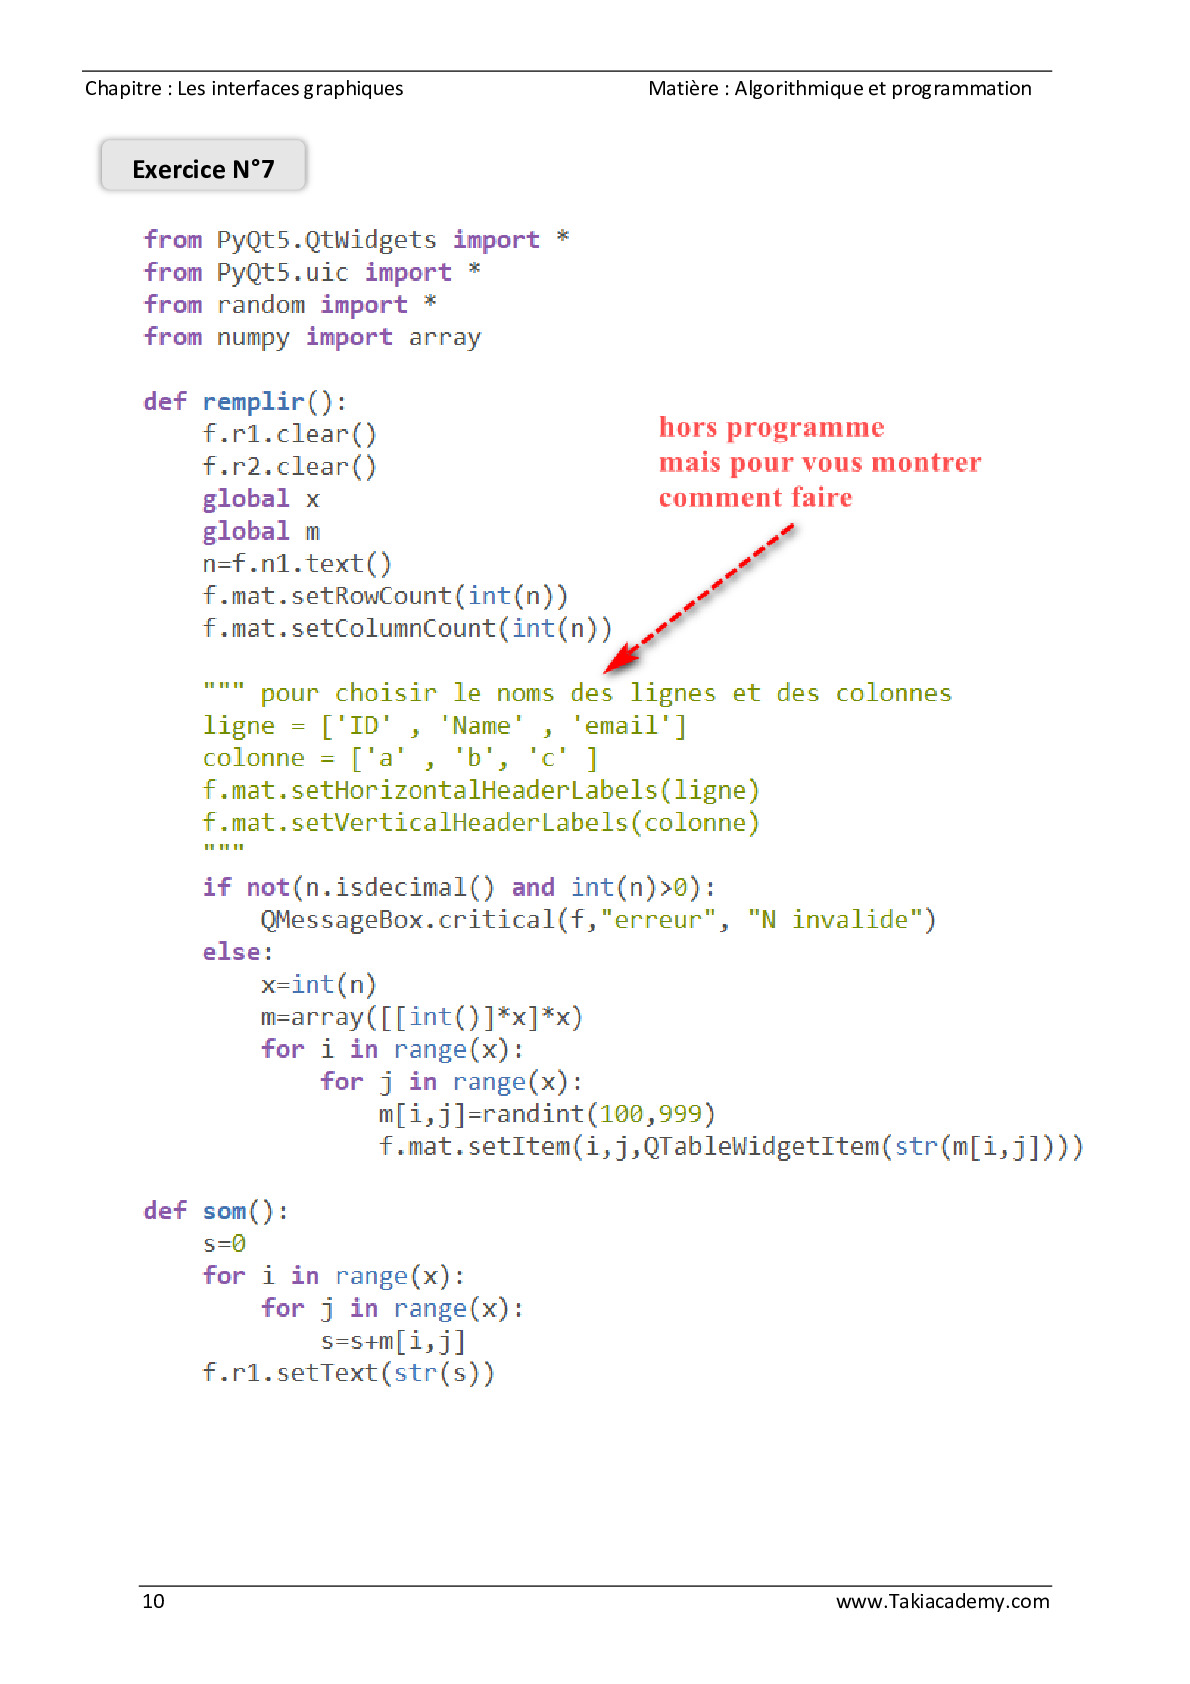 Chapitre : Les interfaces graphiques Matière : Algorithmique et programmation
Exercice N°7
from PyQt5.QtWidgets import *
from PyQt5.uic import *
from random import *
from numpy import array
def remplir():
    f.r1.clear()
    f.r2.clear()
    global x
    global m
    n=f.n1.text()
    f.mat.setRowCount(int(n))
    f.mat.setColumnCount(int(n))
hors programme
mais pour vous montrer
comment faire
    """ pour choisir le noms des lignes et des colonnes
    ligne = ['ID' , 'Name' , 'email']
    colonne = ['a' , 'b', 'c' ]
    f.mat.setHorizontalHeaderLabels(ligne)
    f.mat.setVerticalHeaderLabels(colonne)
    """
    if not(n.isdecimal() and int(n)>0):
        QMessageBox.critical(f,"erreur", "N invalide")
    else:
        x=int(n)
        m=array([[int()]*x]*x)
        for i in range(x):
            for j in range(x):
                m[i,j]=randint(100,999)
                f.mat.setItem(i,j,QTableWidgetItem(str(m[i,j])))
def som():
    s=0
    for i in range(x):
        for j in range(x):
            s=s+m[i,j]
    f.r1.setText(str(s))
10 www.Takiacademy.com